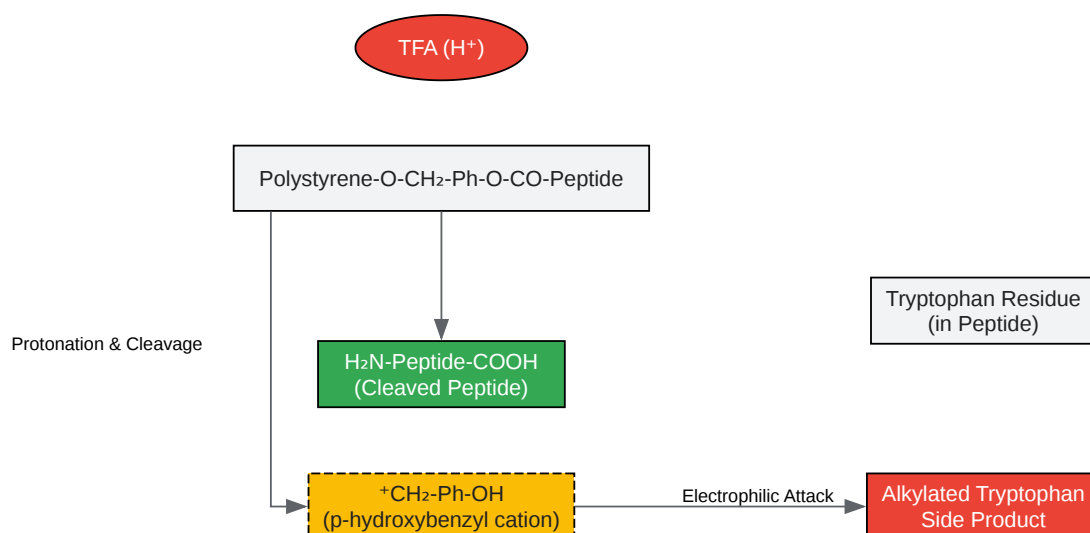 TFA (H⁺)
Polystyrene-O-CH₂-Ph-O-CO-Peptide
Tryptophan Residue
(in Peptide)
Protonation & Cleavage
H₂N-Peptide-COOH
(Cleaved Peptide)
⁺CH₂-Ph-OH
(p-hydroxybenzyl cation)
Electrophilic Attack
Alkylated Tryptophan
Side Product